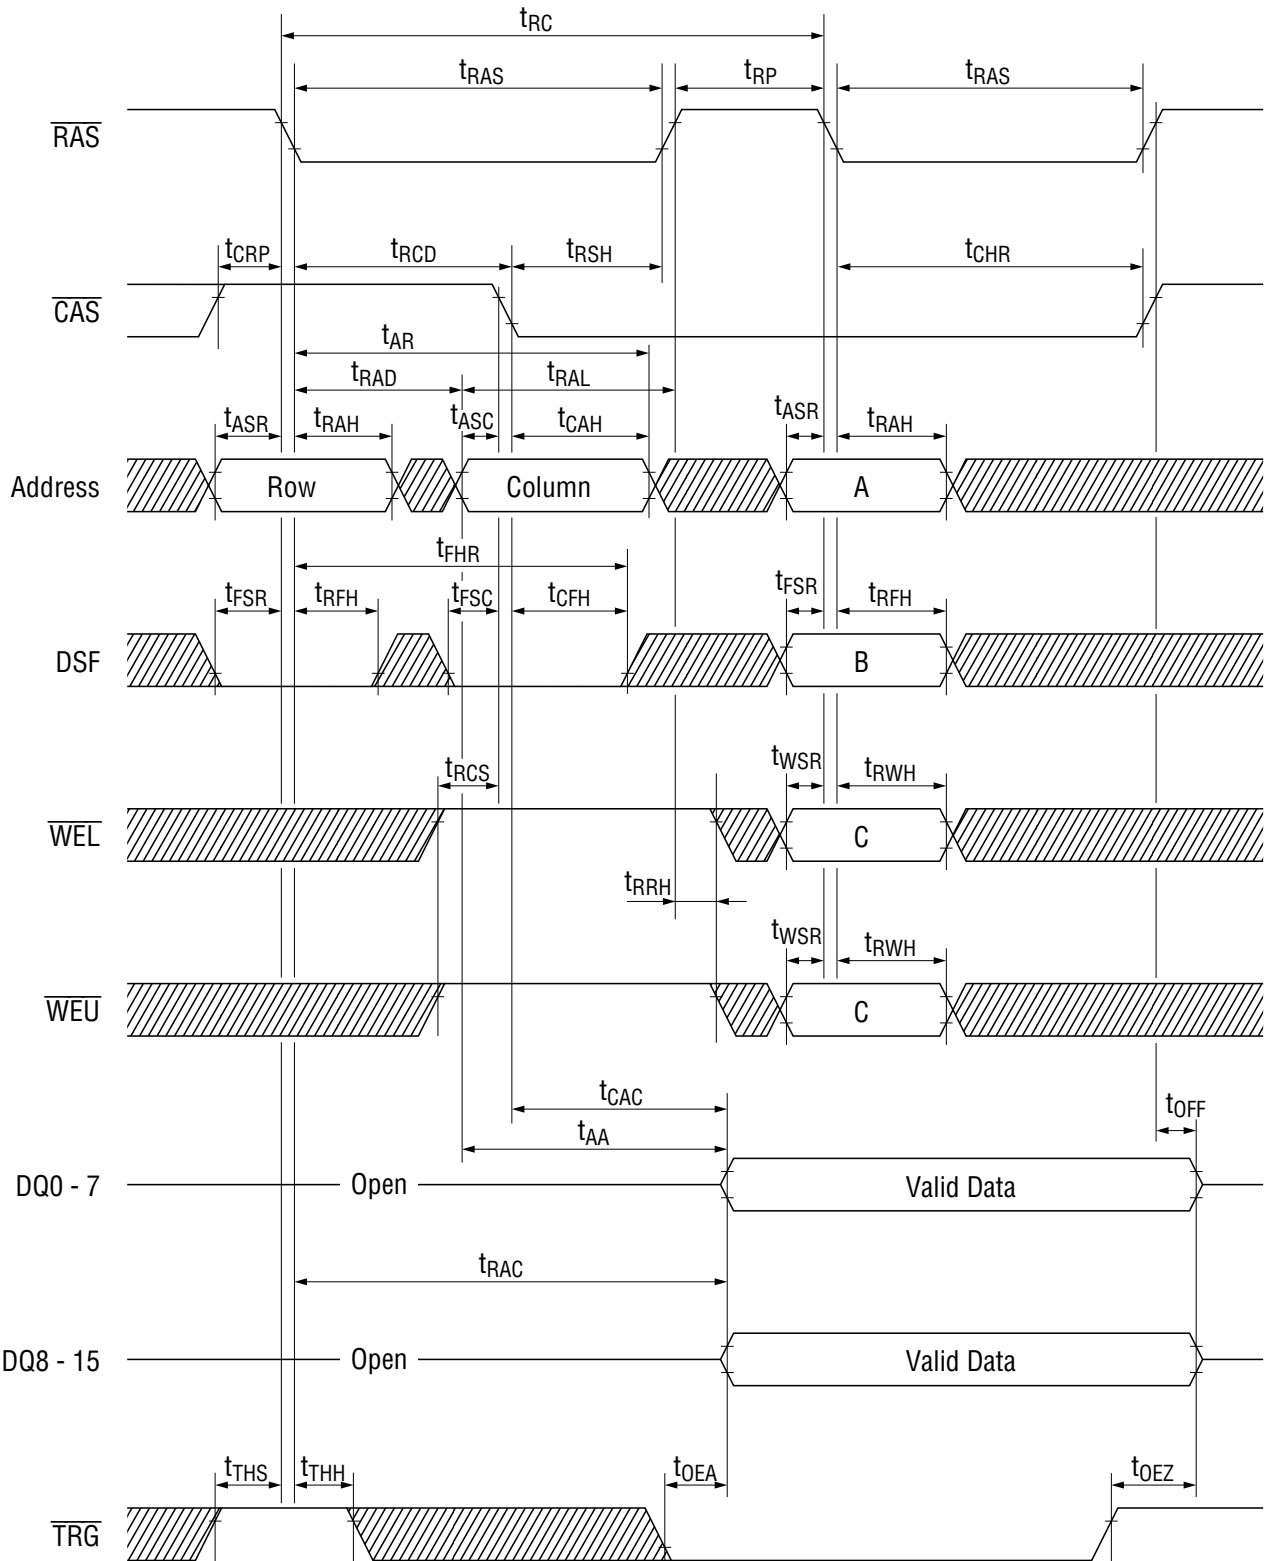 tRC
tRAS tRP tRAS
RAS
tCRP tRCD tRSH tCHR
CAS
tAR
tRAD tRAL
tASR tRAH tASC tCAH tASR tRAH
Address Row Column A
tFHR
tFSR tRFH tFSC tCFH tFSR tRFH
DSF B
tRCS tWSR tRWH
WEL C
tRRH
tWSR tRWH
WEU C
tCAC tOFF
tAA
DQ0 - 7 Open Valid Data
tRAC
DQ8 - 15 Open Valid Data
tTHS tTHH tOEA tOEZ
TRG